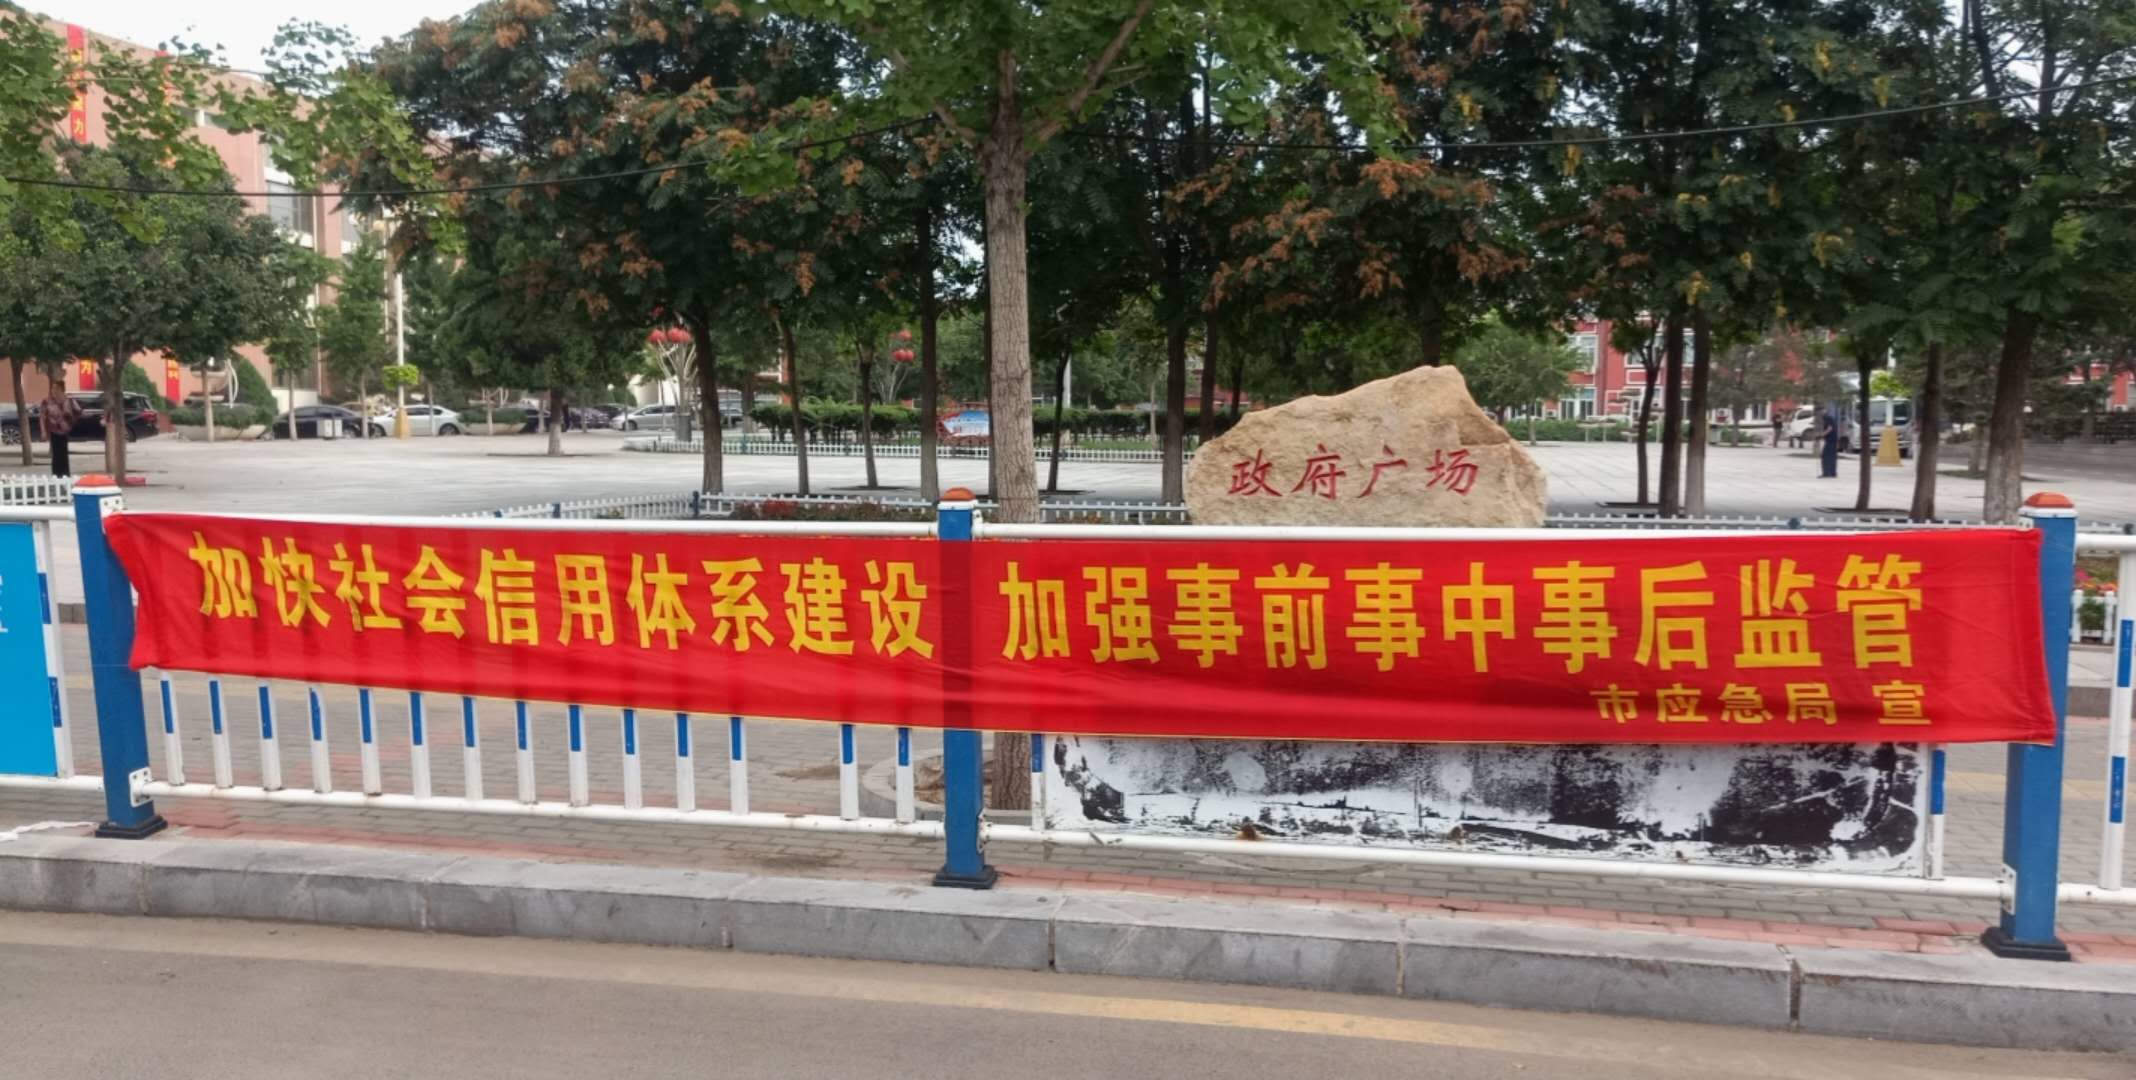 政府广场
加快社会信用体系建设 加强事前事中事后监管
市应急局 宣